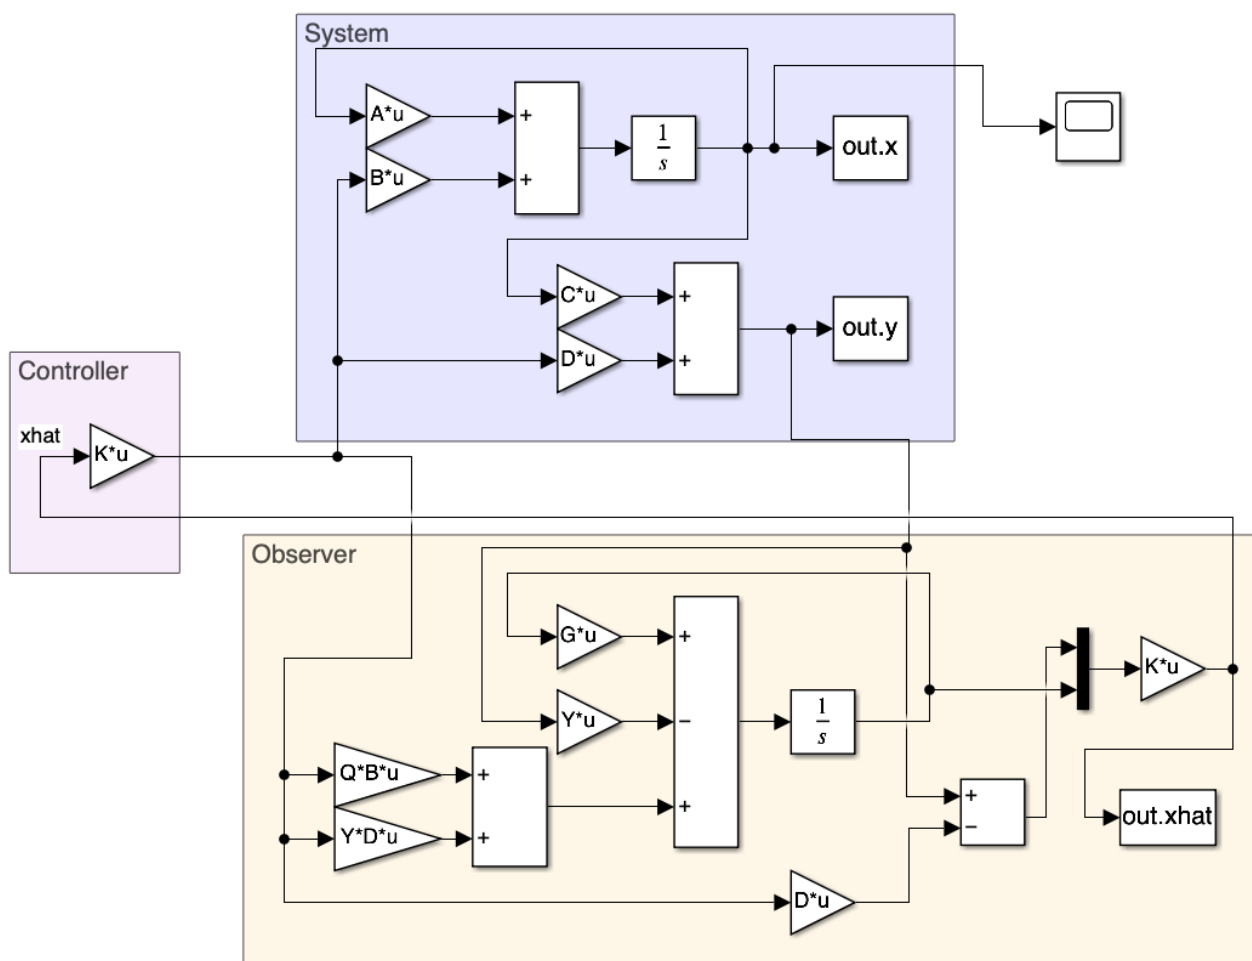 System
A*u
+
1
s
out.x
B*u
+
C*u
+
out.y
D*u
+
Controller
xhat
K*u
Observer
G*u
+
K*u
Y*u
−
1
s
Q*B*u
+
+
+
out.xhat
Y*D*u
+
−
D*u